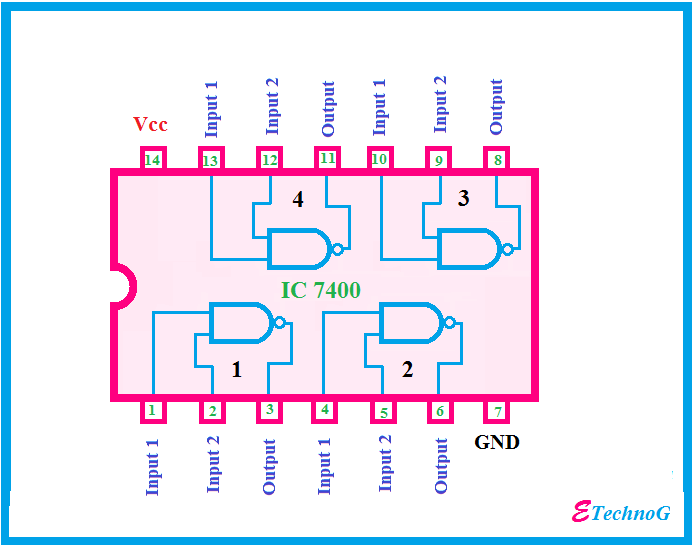 Input 1
Input 2
Output
Input 1
Input 2
Output
Vcc
14
13
12
11
10
9
8
4
3
IC 7400
1
2
1
2
3
4
5
6
7
Input 1
Input 2
Output
Input 1
Input 2
Output
GND
ETechnoG